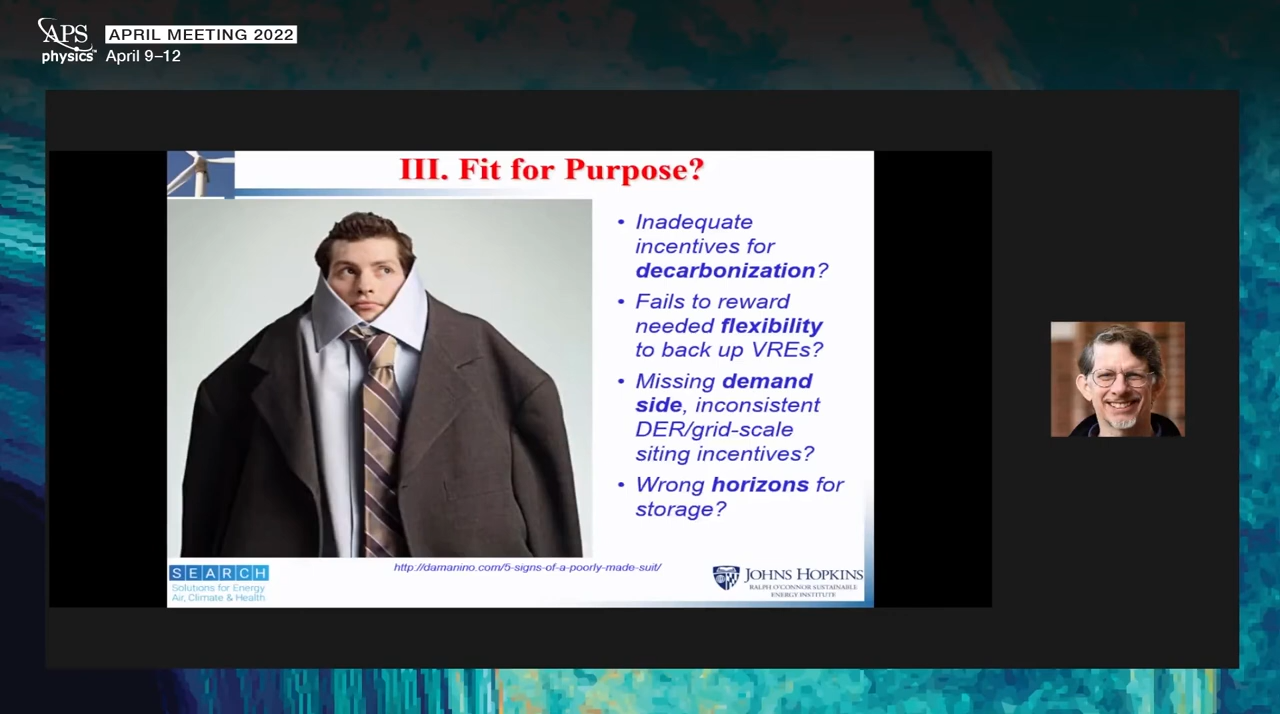 APS
physics™
APRIL MEETING 2022
April 9–12
III. Fit for Purpose?
• Inadequate
incentives for
decarbonization?
• Fails to reward
needed flexibility
to back up VREs?
• Missing demand
side, inconsistent
DER/grid-scale
siting incentives?
• Wrong horizons for
storage?
http://damanino.com/5-signs-of-a-poorly-made-suit/
SEARCH
Solutions for Energy
Air, Climate & Health
JOHNS HOPKINS
RALPH O'CONNOR SUSTAINABLE
ENERGY INSTITUTE